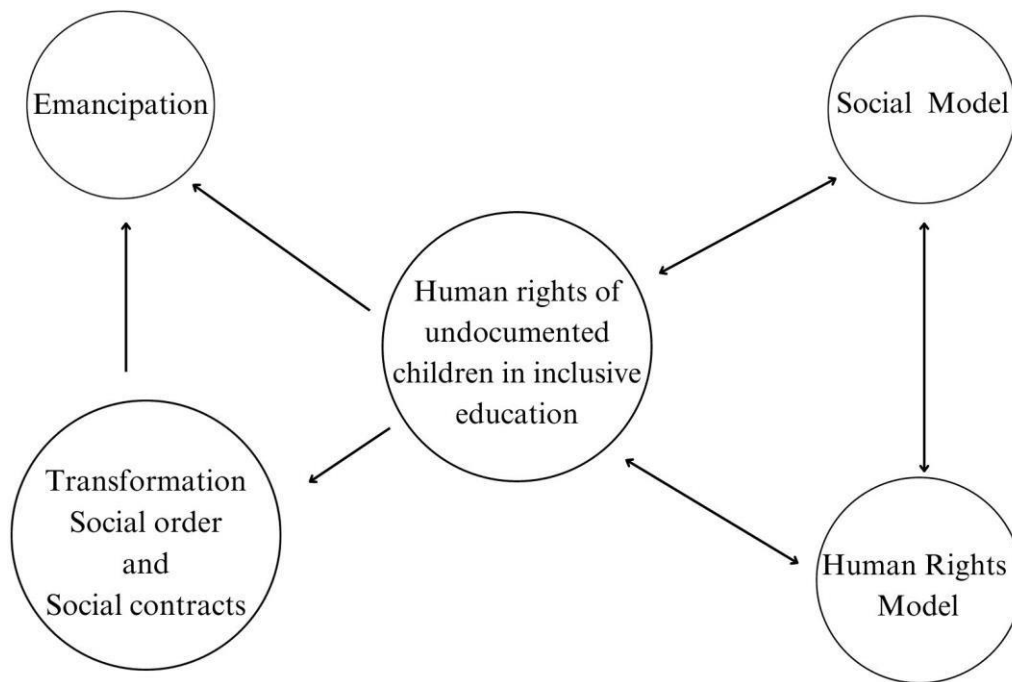 Emancipation
Social Model
Human rights of
undocumented
children in inclusive
education
Transformation
Social order
and
Social contracts
Human Rights
Model